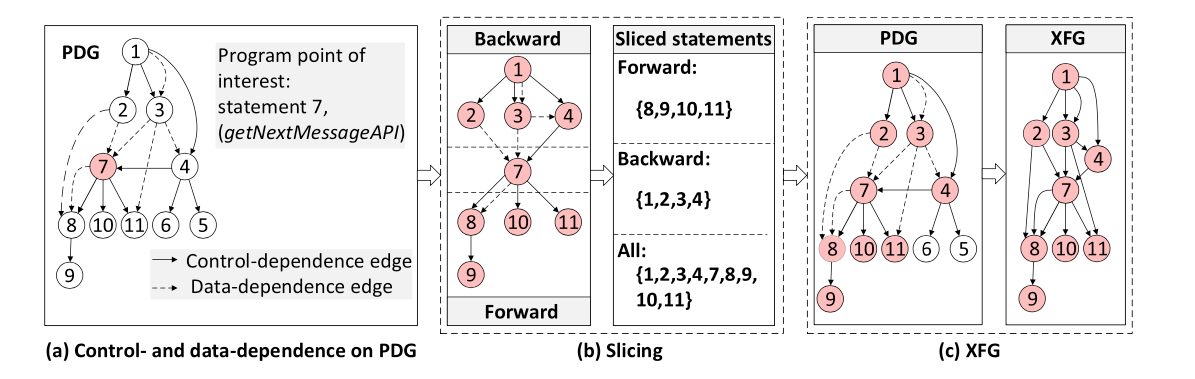 PDG
Program point of
interest:
statement 7,
(getNextMessageAPI)
1
2
3
7
4
8
10
11
6
5
9
Control-dependence edge
Data-dependence edge
(a) Control- and data-dependence on PDG
Backward
1
2
3
4
7
8
10
11
9
Forward
Sliced statements
Forward:
{8,9,10,11}
Backward:
{1,2,3,4}
All:
{1,2,3,4,7,8,9,
10,11}
(b) Slicing
PDG
1
2
3
7
4
8
10
11
6
5
9
XFG
1
2
3
4
7
8
10
11
9
(c) XFG